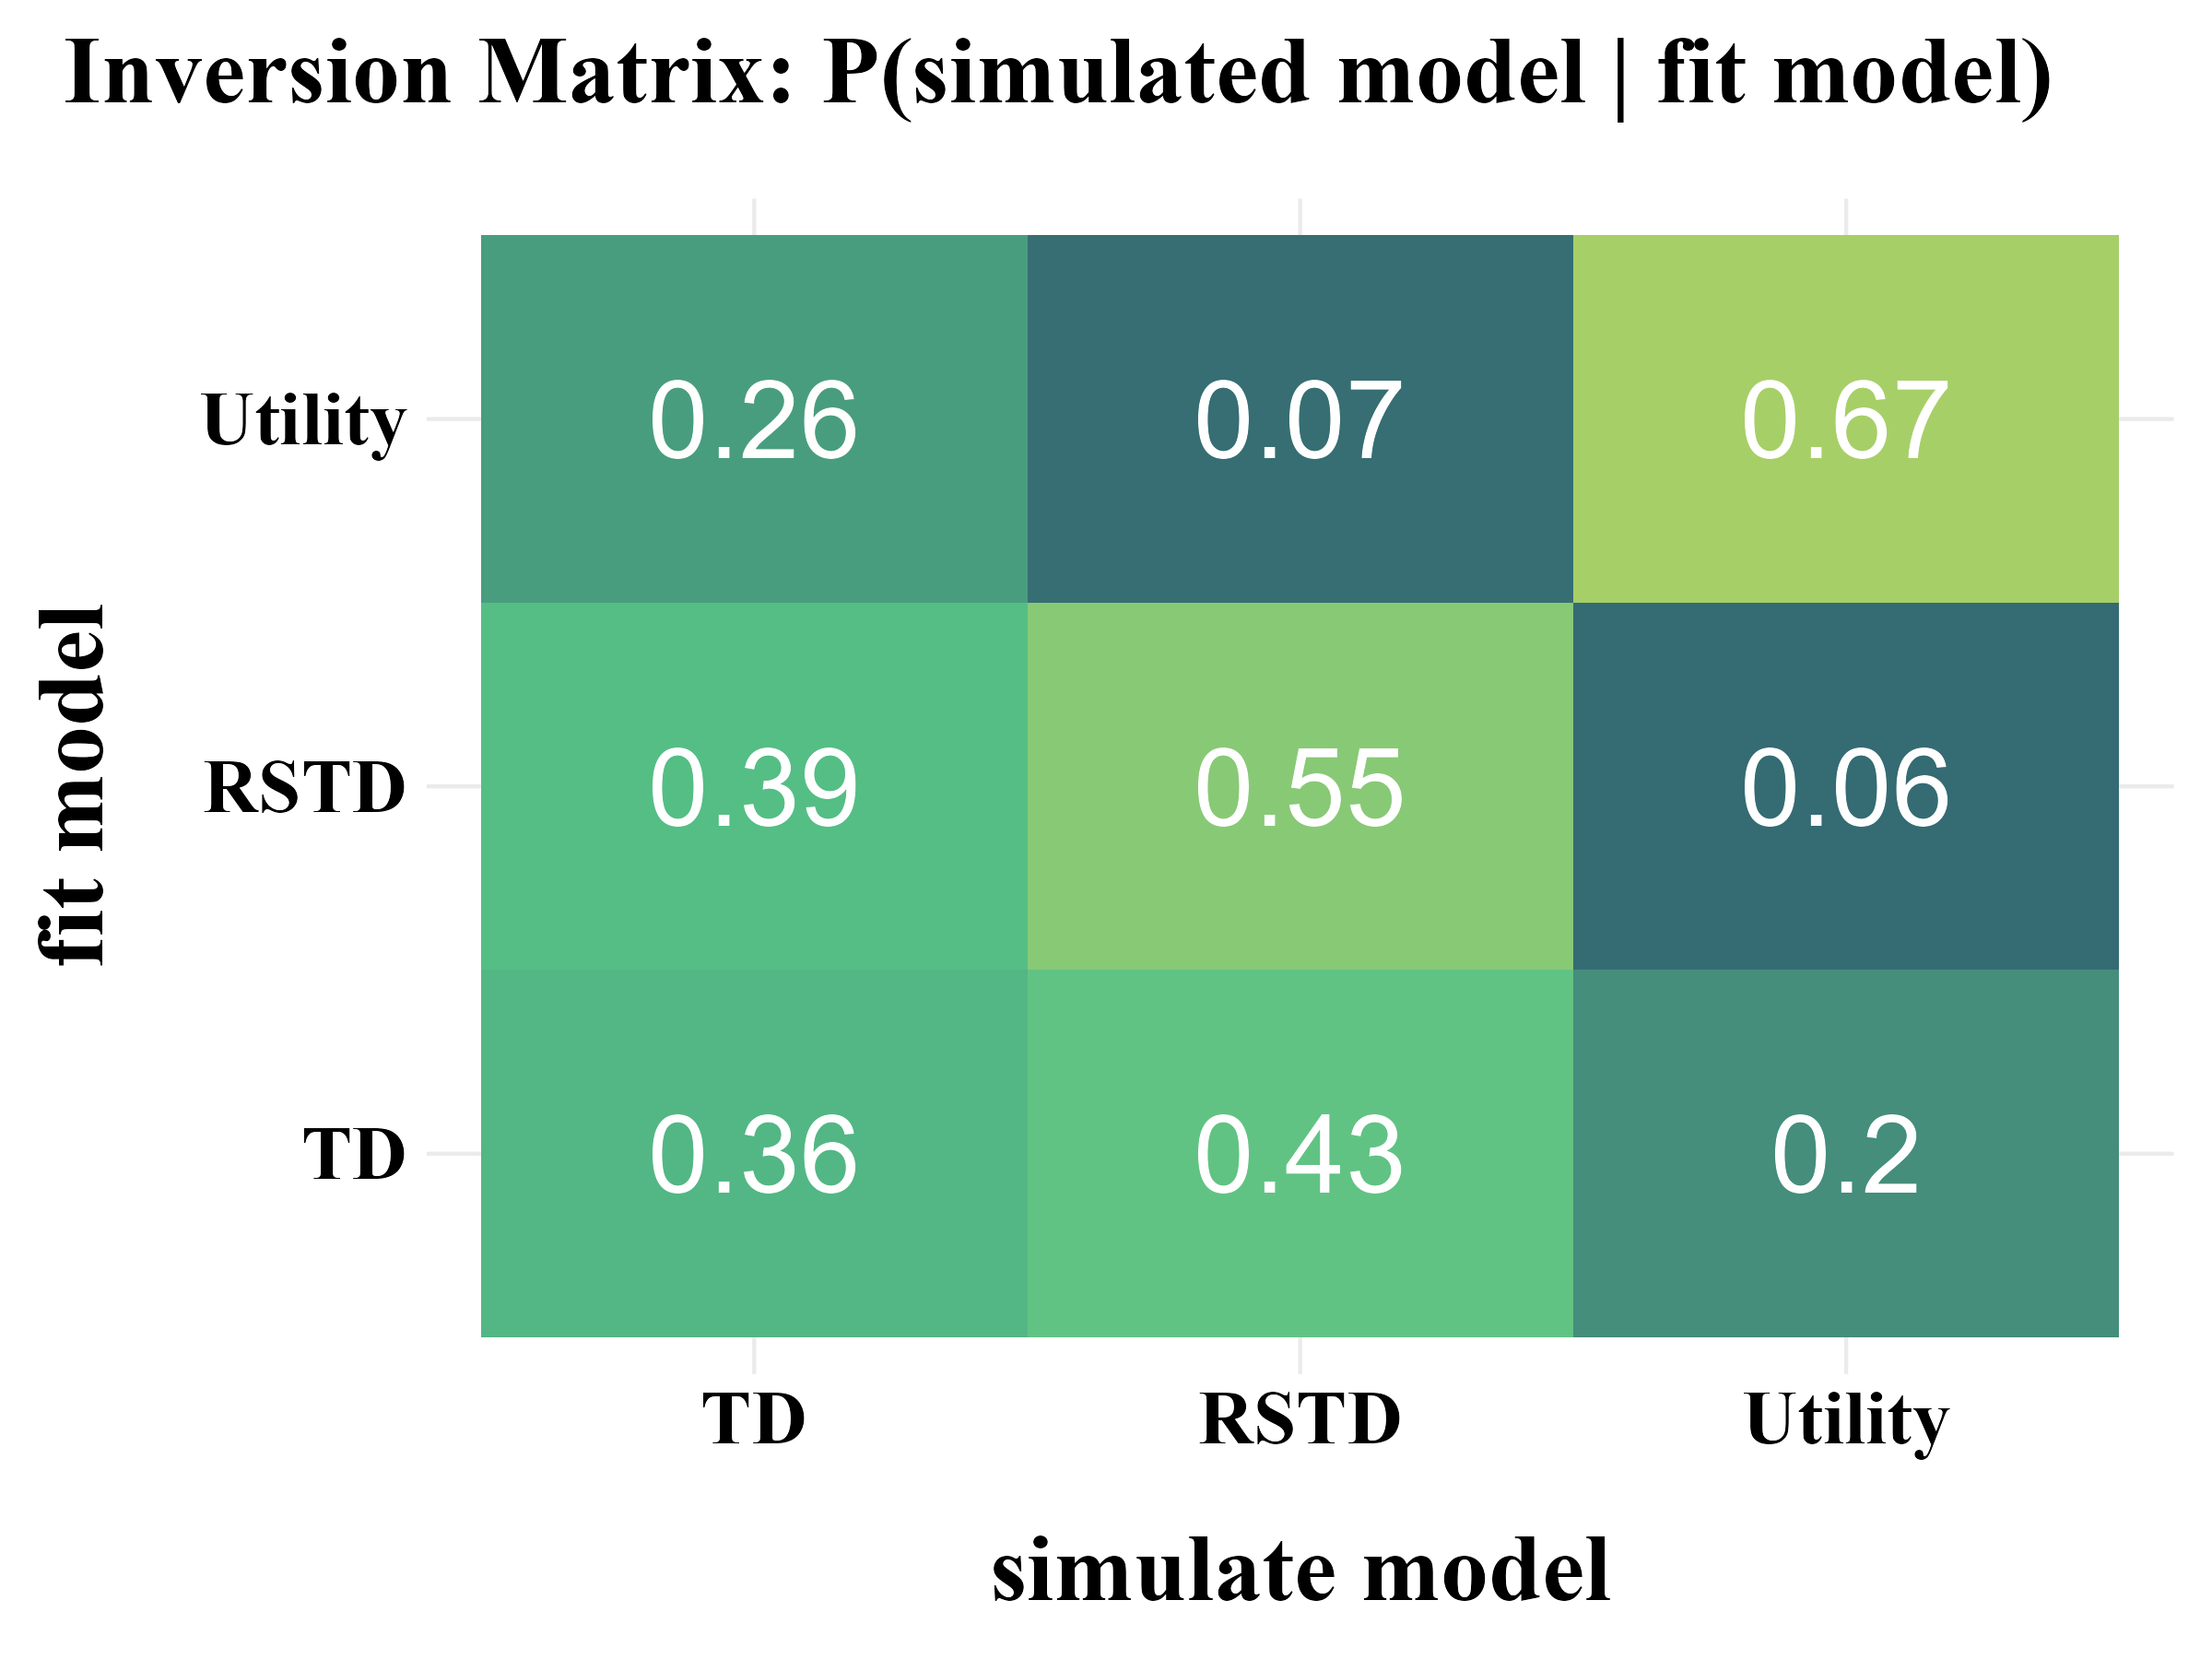 Inversion Matrix: P(simulated model | fit model)
fit model
Utility 0.26 0.07 0.67
RSTD 0.39 0.55 0.06
TD 0.36 0.43 0.2
TD RSTD Utility
simulate model